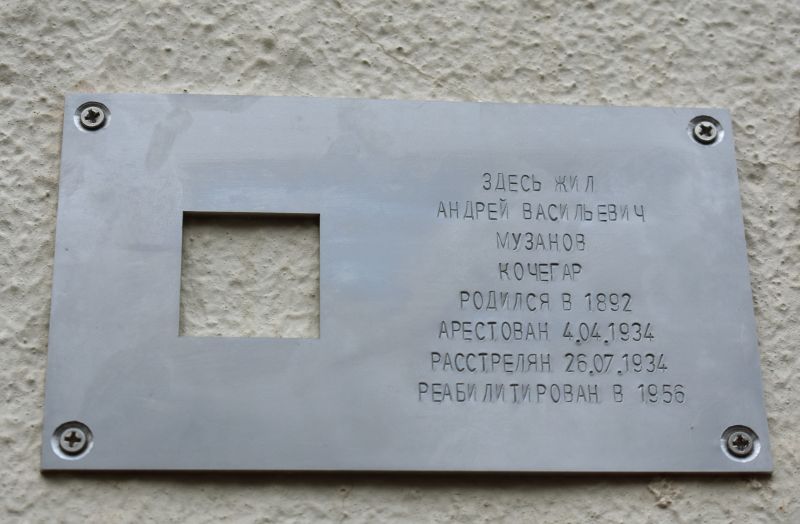 ЗДЕСЬ ЖИЛ
АНДРЕЙ ВАСИЛЬЕВИЧ
МУЗАНОВ
КОЧЕГАР
РОДИЛСЯ В 1892
АРЕСТОВАН 4.04.1934
РАССТРЕЛЯН 26.07.1934
РЕАБИЛИТИРОВАН В 1956